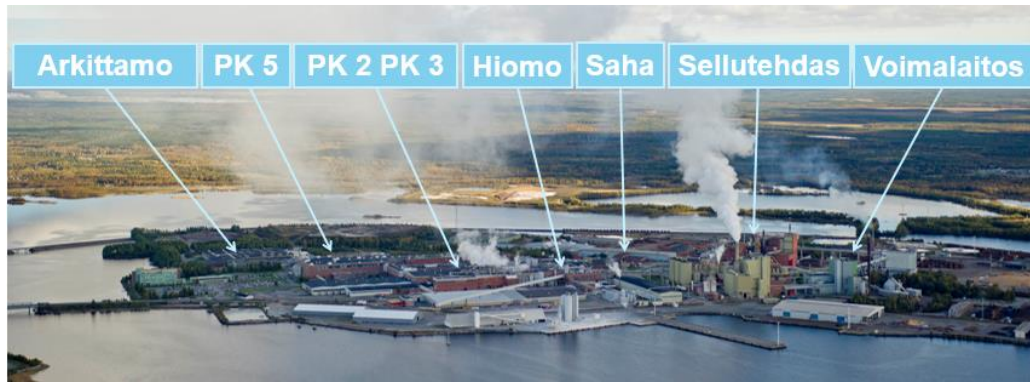 Arkittamo
PK 5
PK 2 PK 3
Hiomo
Saha
Sellutehdas
Voimalaitos